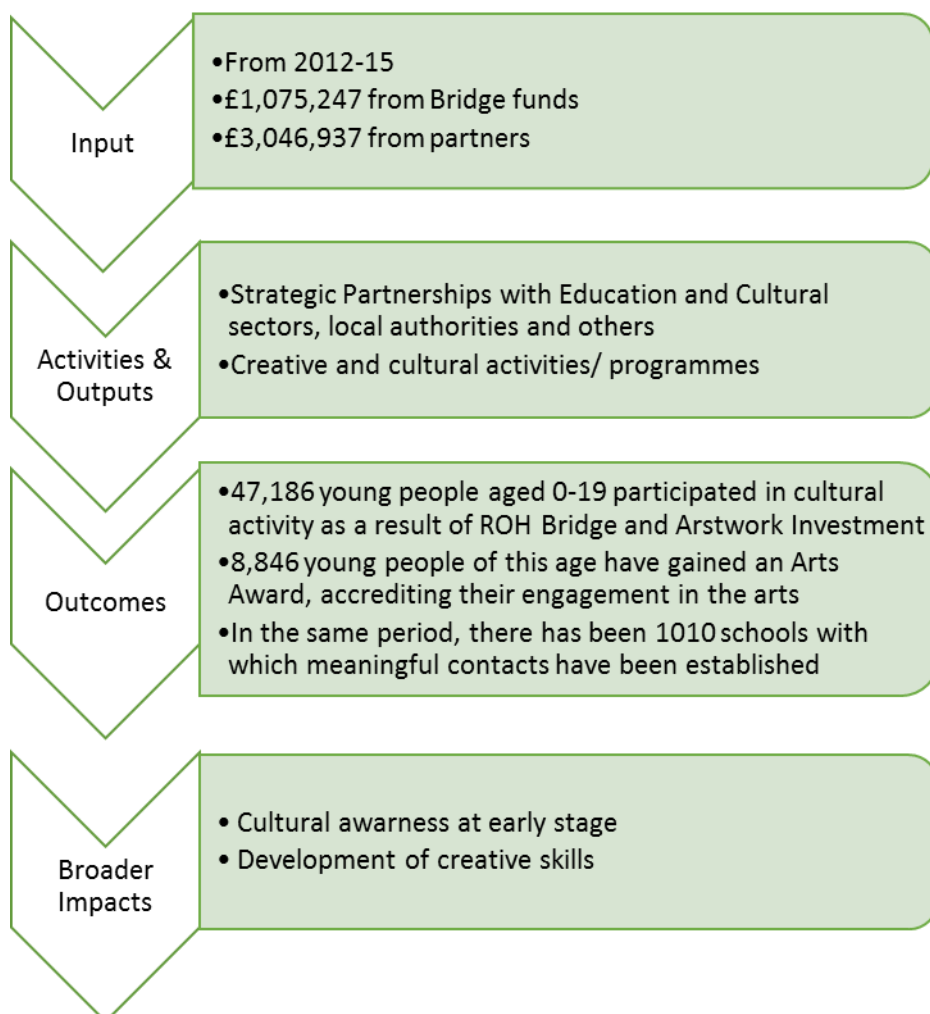 Input
•From 2012-15
•£1,075,247 from Bridge funds
•£3,046,937 from partners
Activities &
Outputs
•Strategic Partnerships with Education and Cultural
sectors, local authorities and others
•Creative and cultural activities/ programmes
Outcomes
•47,186 young people aged 0-19 participated in cultural
activity as a result of ROH Bridge and Arstwork Investment
•8,846 young people of this age have gained an Arts
Award, accrediting their engagement in the arts
•In the same period, there has been 1010 schools with
which meaningful contacts have been established
Broader
Impacts
• Cultural awarness at early stage
• Development of creative skills